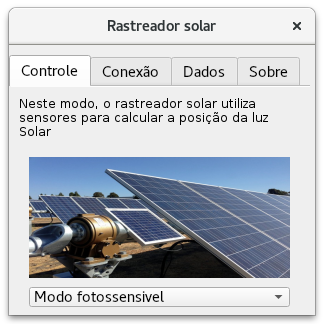 Rastreador solar
Controle Conexão Dados Sobre
Neste modo, o rastreador solar utiliza
sensores para calcular a posição da luz
Solar
Modo fotossensivel